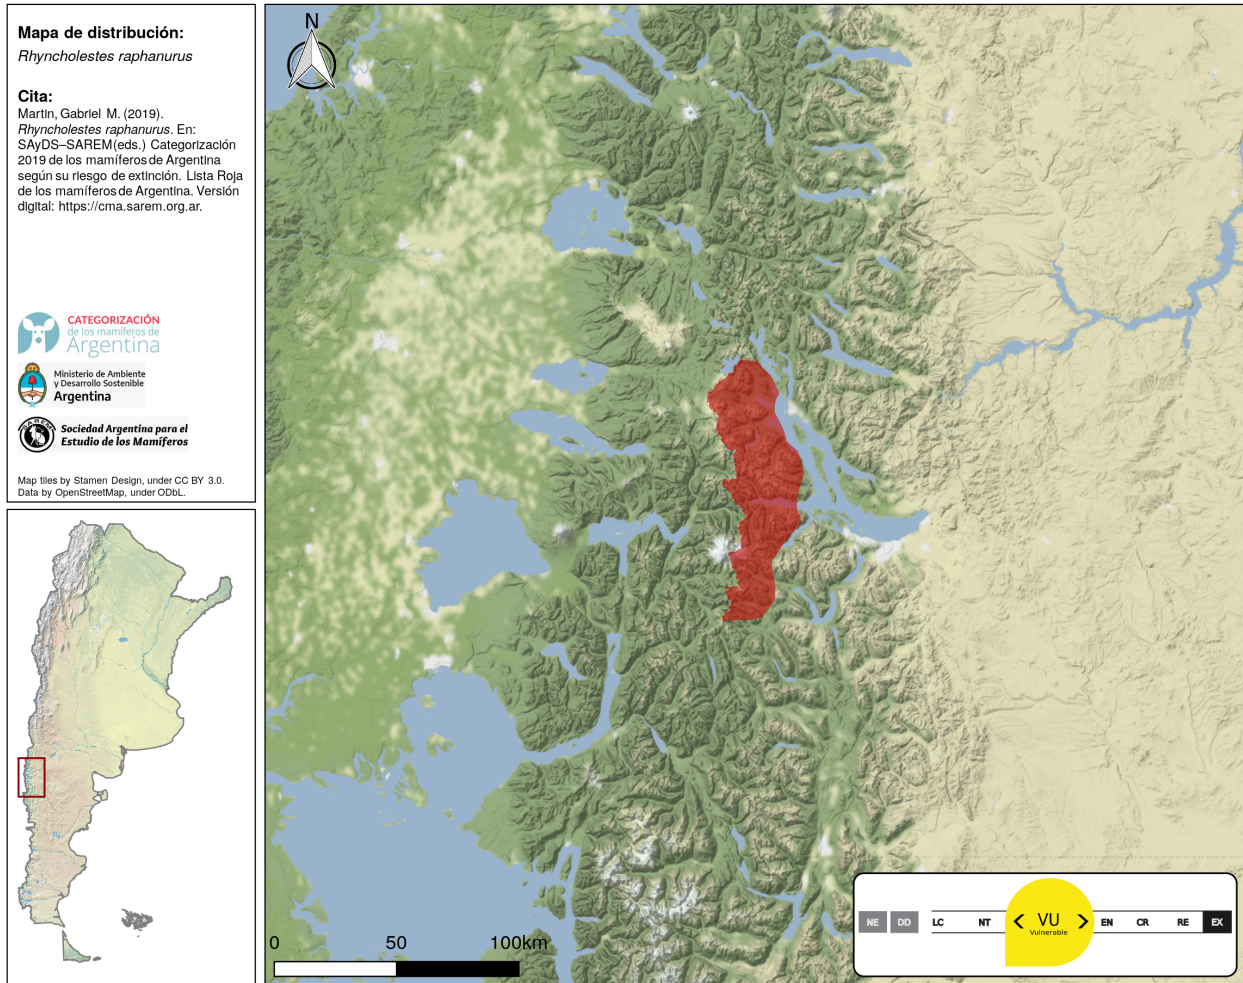 Mapa de distribución:
Rhyncholestes raphanurus
Cita:
Martin, Gabriel M. (2019).
Rhyncholestes raphanurus. En:
SAyDS–SAREM(eds.) Categorización
2019 de los mamíferos de Argentina
según su riesgo de extinción. Lista Roja
de los mamíferos de Argentina. Versión
digital: https://cma.sarem.org.ar.
CATEGORIZACIÓN
de los mamíferos de
Argentina
Ministerio de Ambiente
y Desarrollo Sostenible
Argentina
SAREM
Sociedad Argentina para el
Estudio de los Mamíferos
Map tiles by Stamen Design, under CC BY 3.0.
Data by OpenStreetMap, under ODbL.
N
0 50 100km
NE DD LC NT < VU > EN CR RE EX
Vulnerable